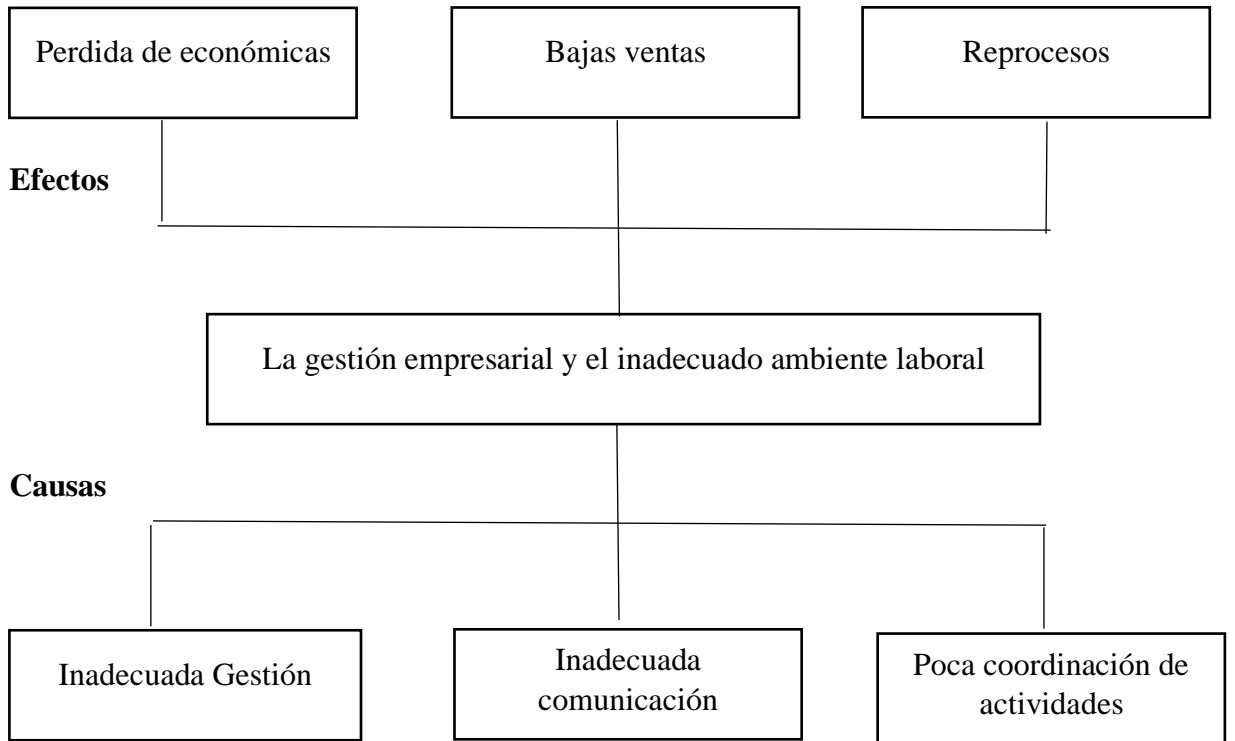 Perdida de económicas
Bajas ventas
Reprocesos
Efectos
La gestión empresarial y el inadecuado ambiente laboral
Causas
Inadecuada Gestión
Inadecuada
comunicación
Poca coordinación de
actividades